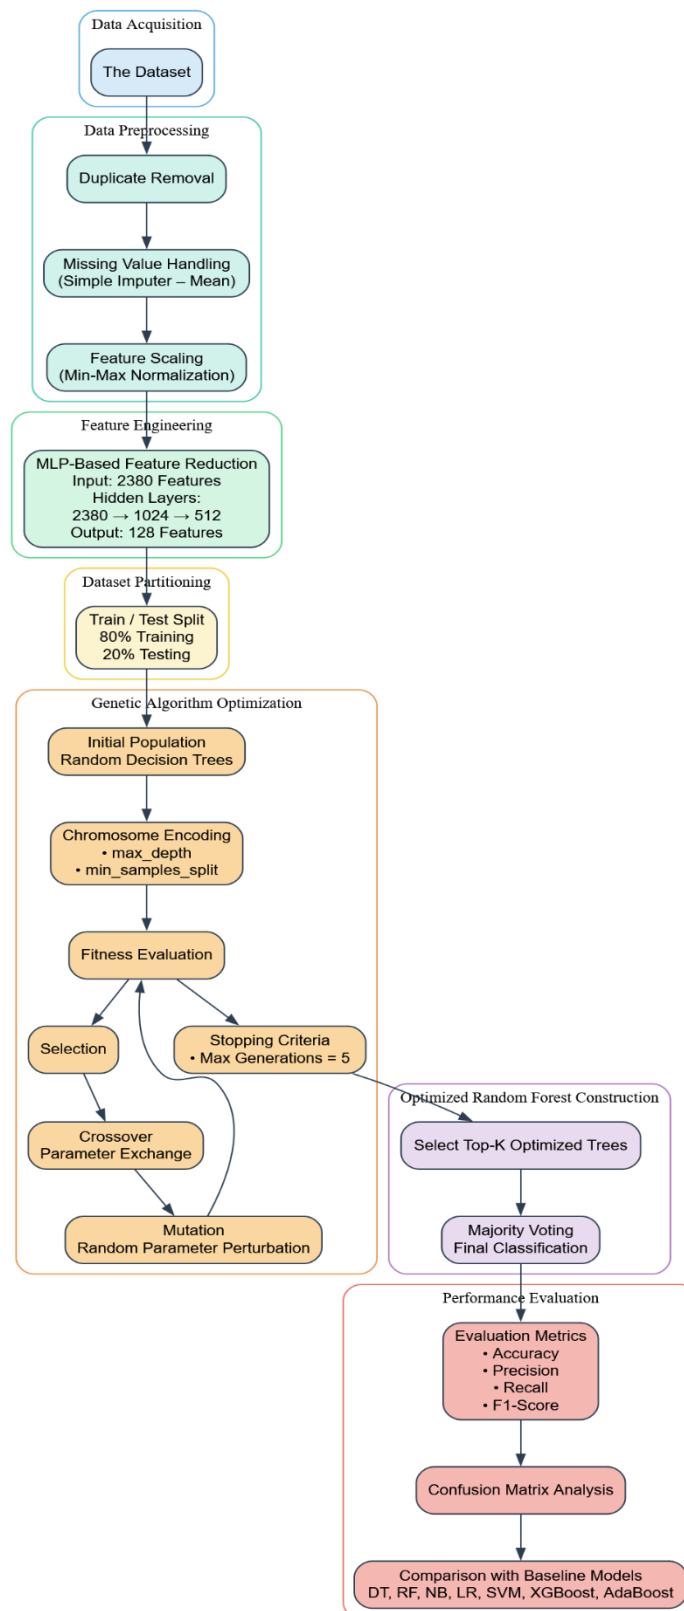 Data Acquisition
The Dataset
Data Preprocessing
Duplicate Removal
Missing Value Handling
(Simple Imputer – Mean)
Feature Scaling
(Min-Max Normalization)
Feature Engineering
MLP-Based Feature Reduction
Input: 2380 Features
Hidden Layers:
2380 → 1024 → 512
Output: 128 Features
Dataset Partitioning
Train / Test Split
80% Training
20% Testing
Genetic Algorithm Optimization
Initial Population
Random Decision Trees
Chromosome Encoding
• max_depth
• min_samples_split
Fitness Evaluation
Selection
Stopping Criteria
• Max Generations = 5
Crossover
Parameter Exchange
Mutation
Random Parameter Perturbation
Optimized Random Forest Construction
Select Top-K Optimized Trees
Majority Voting
Final Classification
Performance Evaluation
Evaluation Metrics
• Accuracy
• Precision
• Recall
• F1-Score
Confusion Matrix Analysis
Comparison with Baseline Models
DT, RF, NB, LR, SVM, XGBoost, AdaBoost